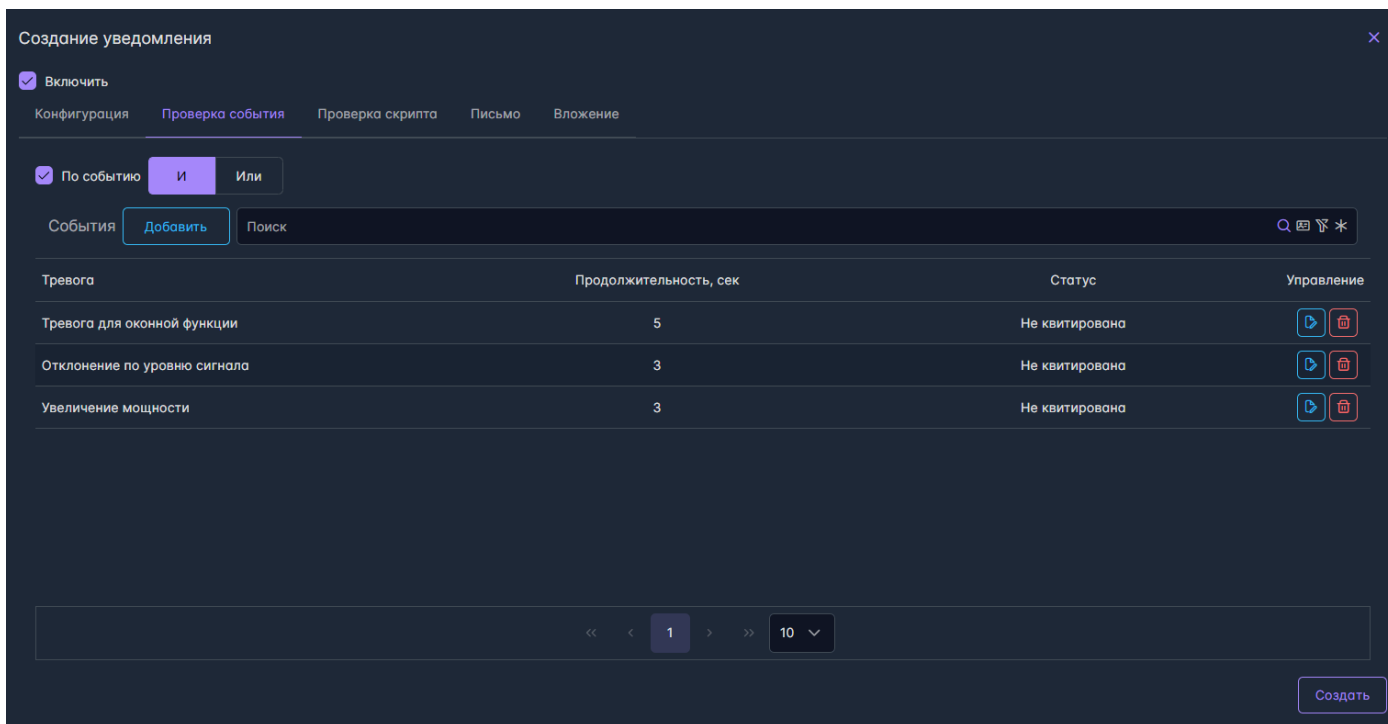 Создание уведомления
Включить
Конфигурация Проверка события Проверка скрипта Письмо Вложение
По событию И Или
События Добавить Поиск
Тревога Продолжительность, сек Статус Управление
Тревога для оконной функции 5 Не квитирована
Отклонение по уровню сигнала 3 Не квитирована
Увеличение мощности 3 Не квитирована
« ‹ 1 › » 10
Создать